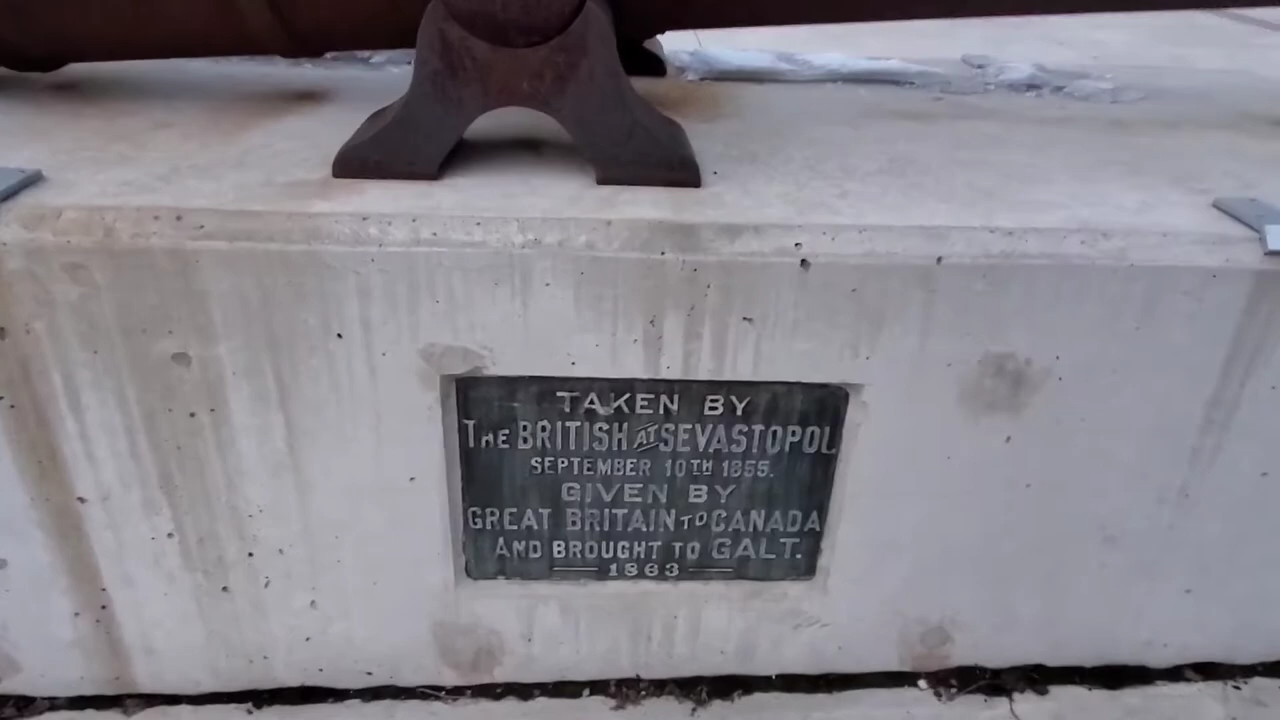 TAKEN BY
THE BRITISH AT SEVASTOPOL
SEPTEMBER 10TH 1855.
GIVEN BY
GREAT BRITAIN TO CANADA
AND BROUGHT TO GALT.
1863